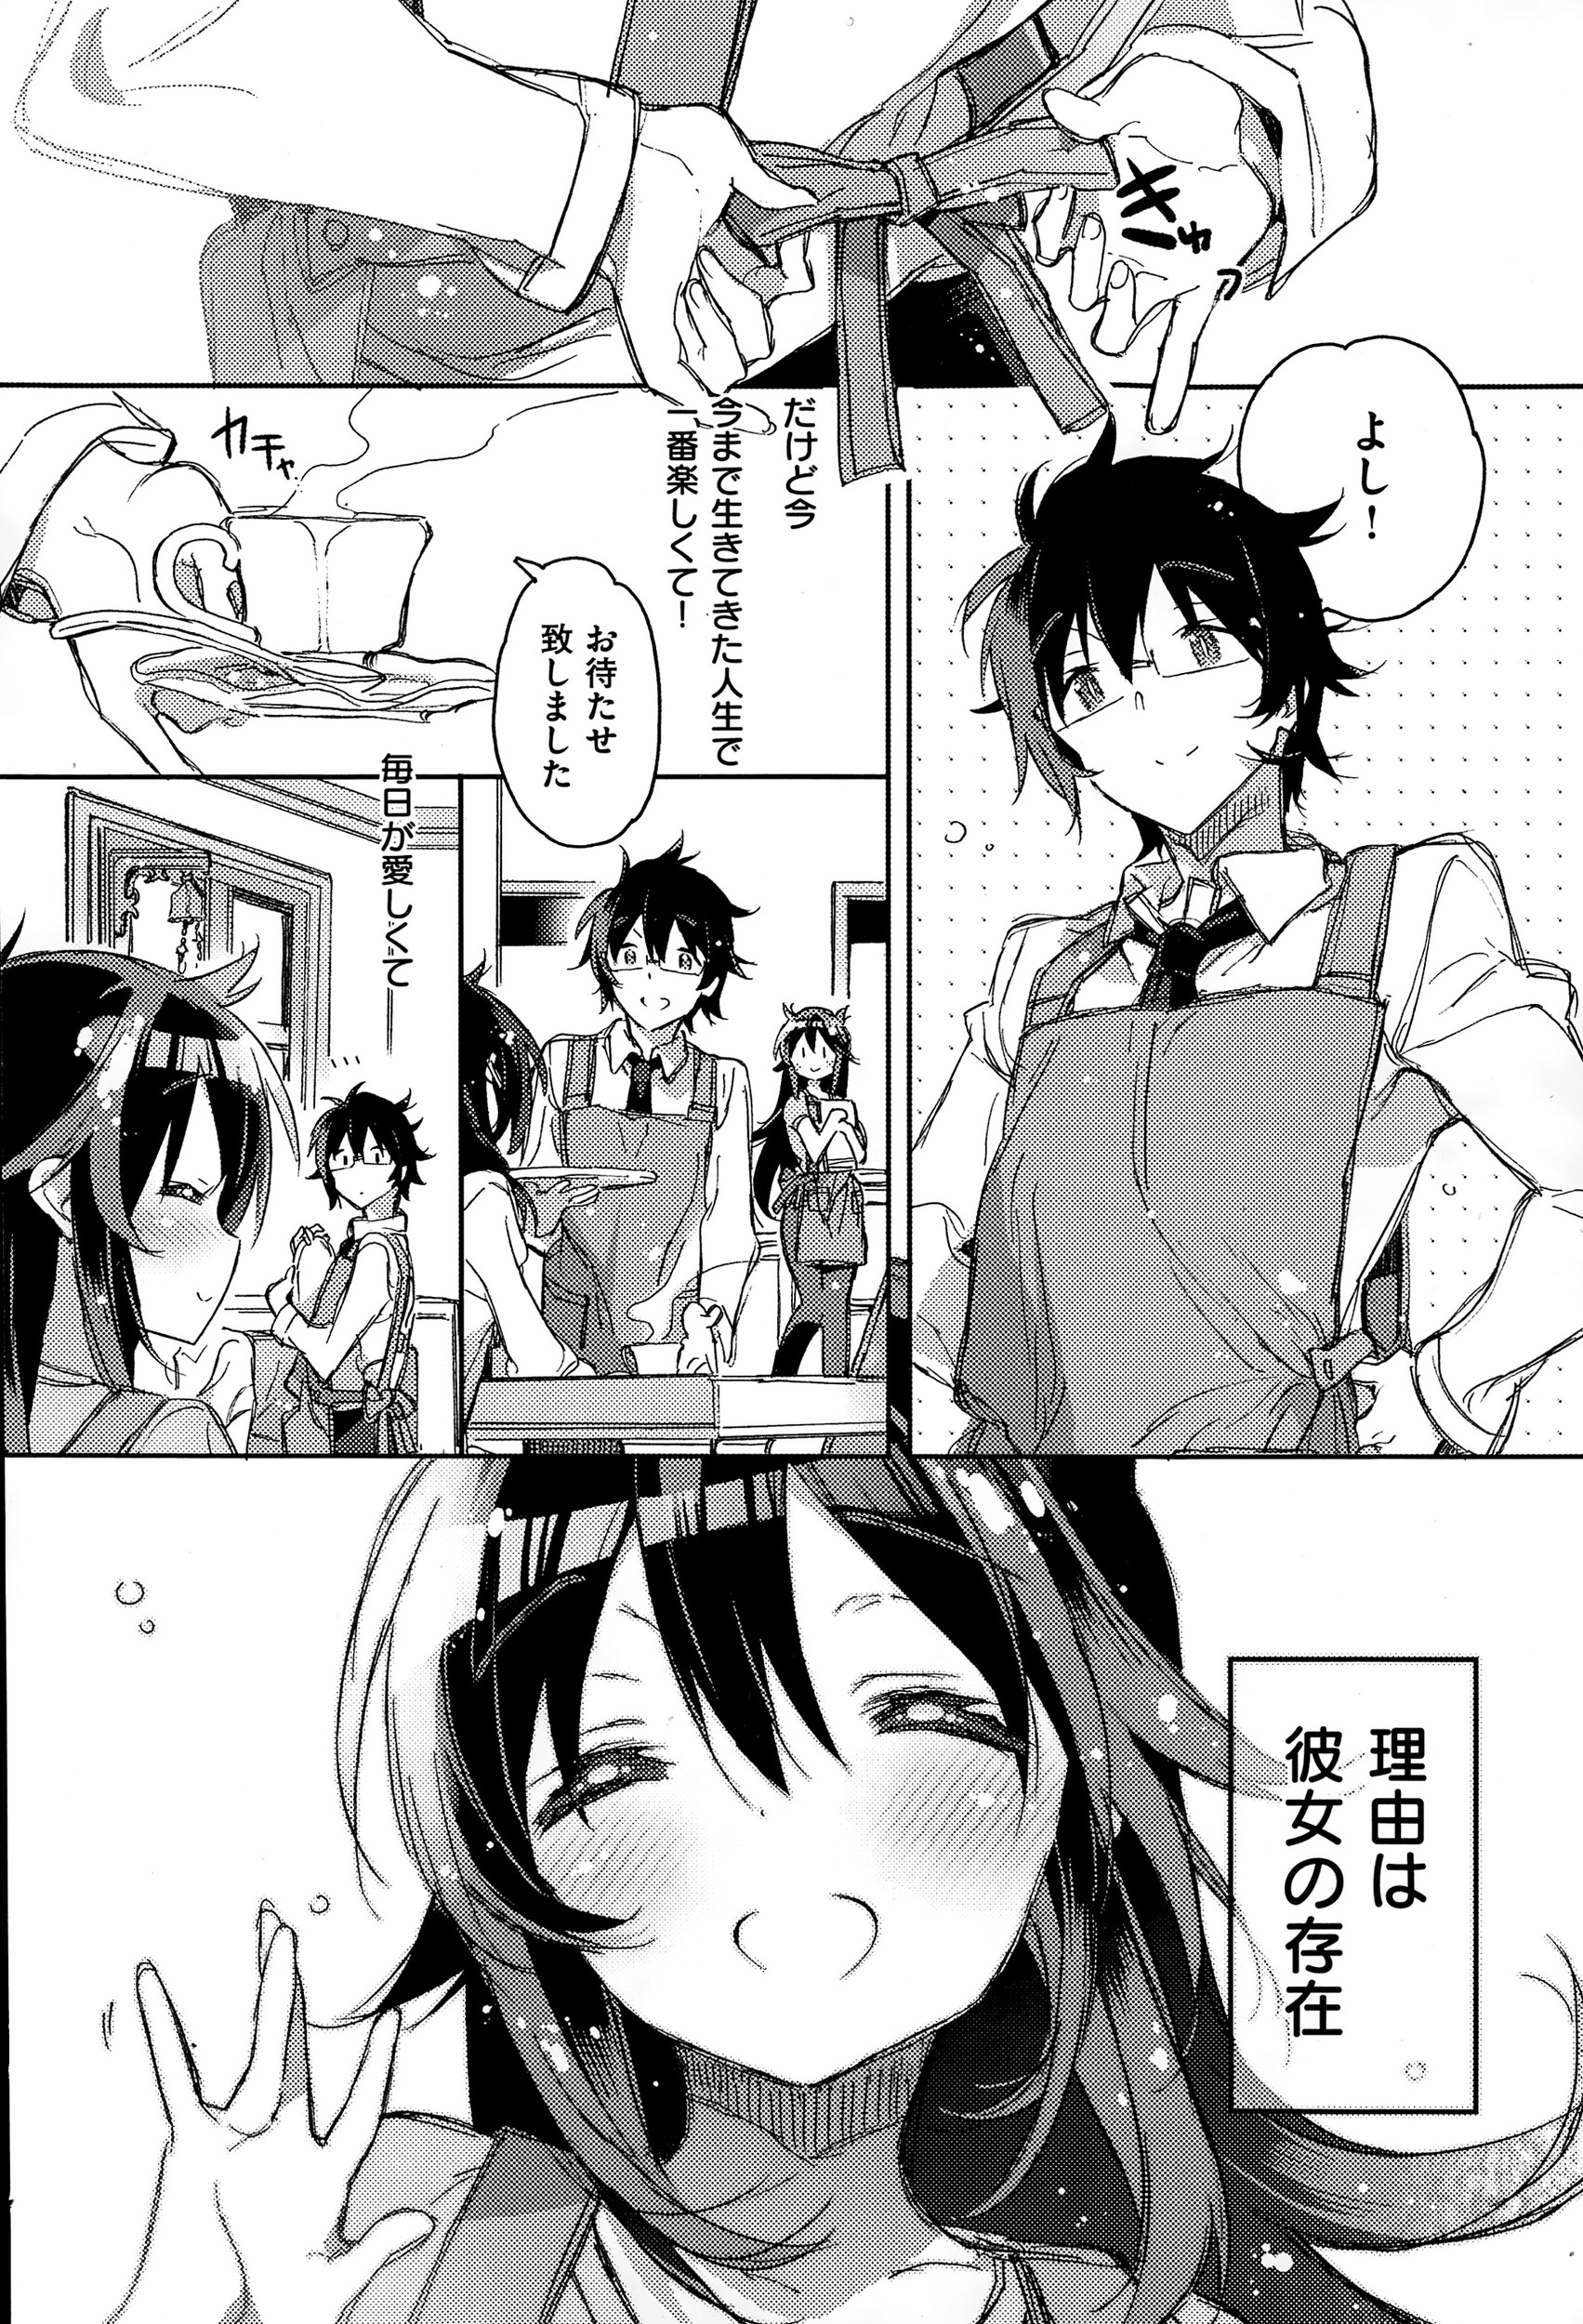 キュッ
よし！
だけど今
今まで生きてきた人生で
一番楽しくて！
カチャ
お待たせ
致しました
毎日が愛しくて
理由は
彼女の存在